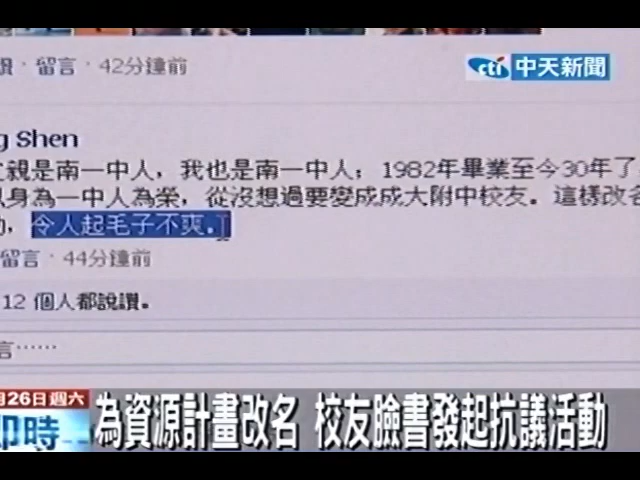 留言 · 42分鐘前
cti 中天新聞
g Shen
親是南一中人，我也是南一中人；1982年畢業至今30年了
身為一中人為榮，從沒想過要變成成大附中校友。這樣改名
，令人起毛子不爽.
留言 · 44分鐘前
12 個人都說讚。
言……
月26日週六
即時
為資源計畫改名 校友臉書發起抗議活動